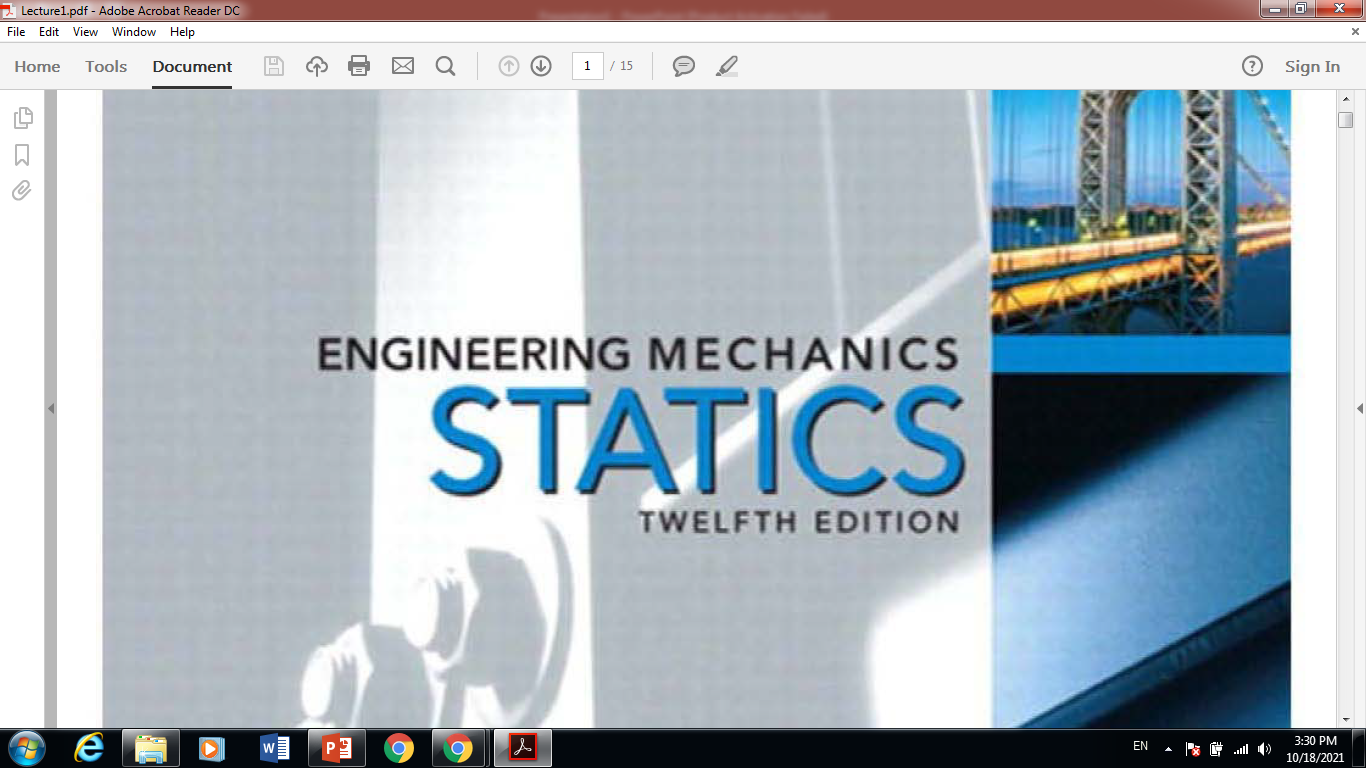 Lecture1.pdf - Adobe Acrobat Reader DC
File Edit View Window Help
Home Tools Document 1 / 15 Sign In
ENGINEERING MECHANICS
STATICS
TWELFTH EDITION
EN 3:30 PM
10/18/2021